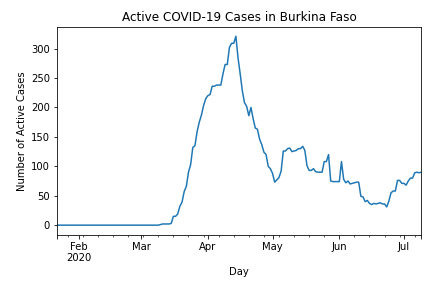 Active COVID-19 Cases in Burkina Faso
Number of Active Cases
300
250
200
150
100
50
0
Feb Mar Apr May Jun Jul
2020
Day